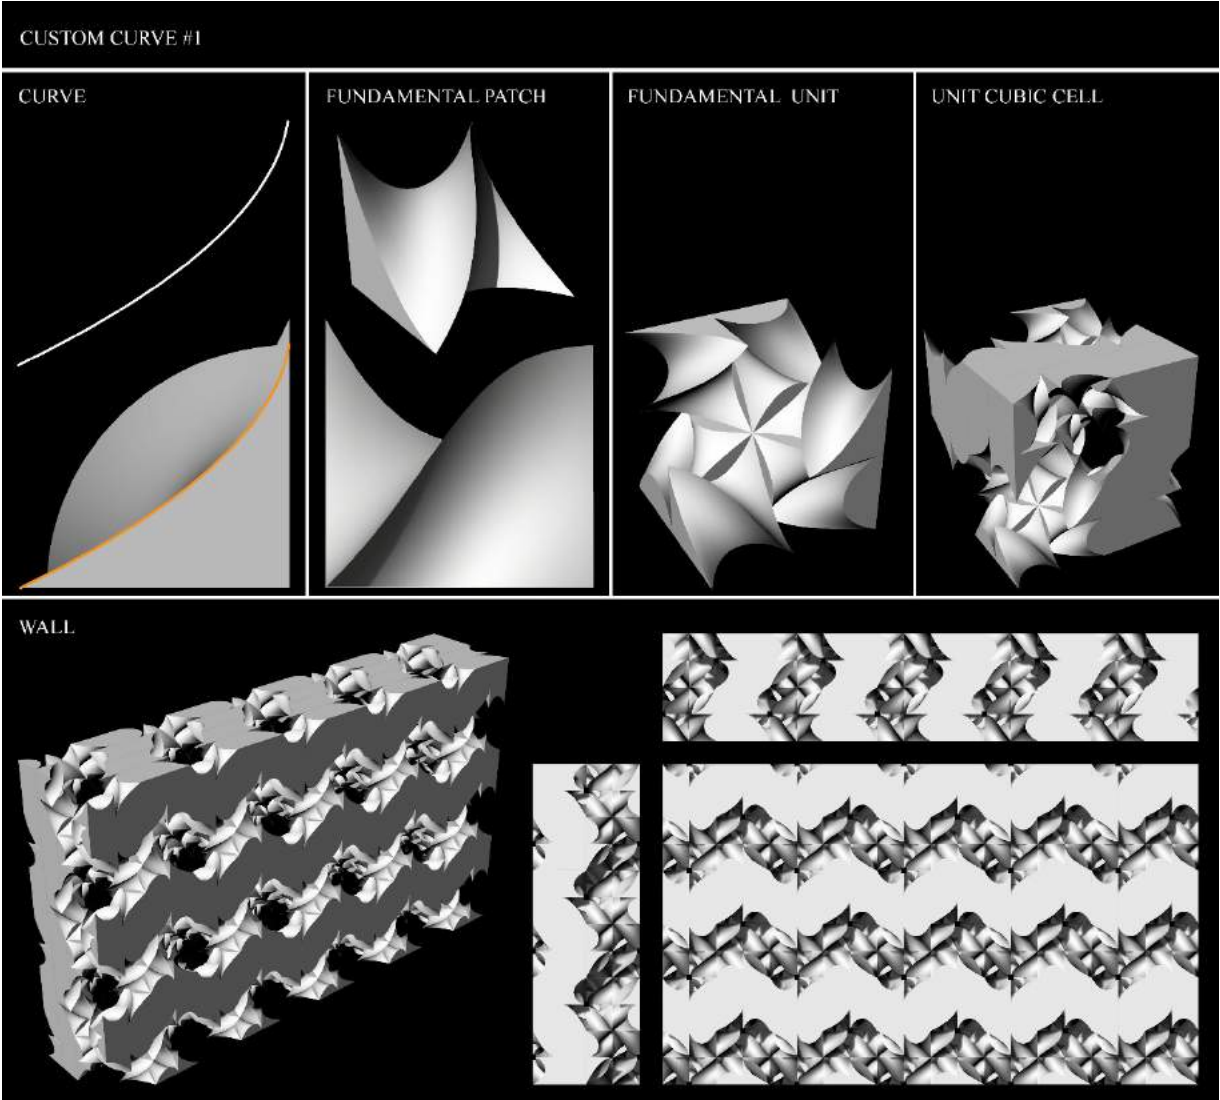 CUSTOM CURVE #1
CURVE
FUNDAMENTAL PATCH
FUNDAMENTAL UNIT
UNIT CUBIC CELL
WALL